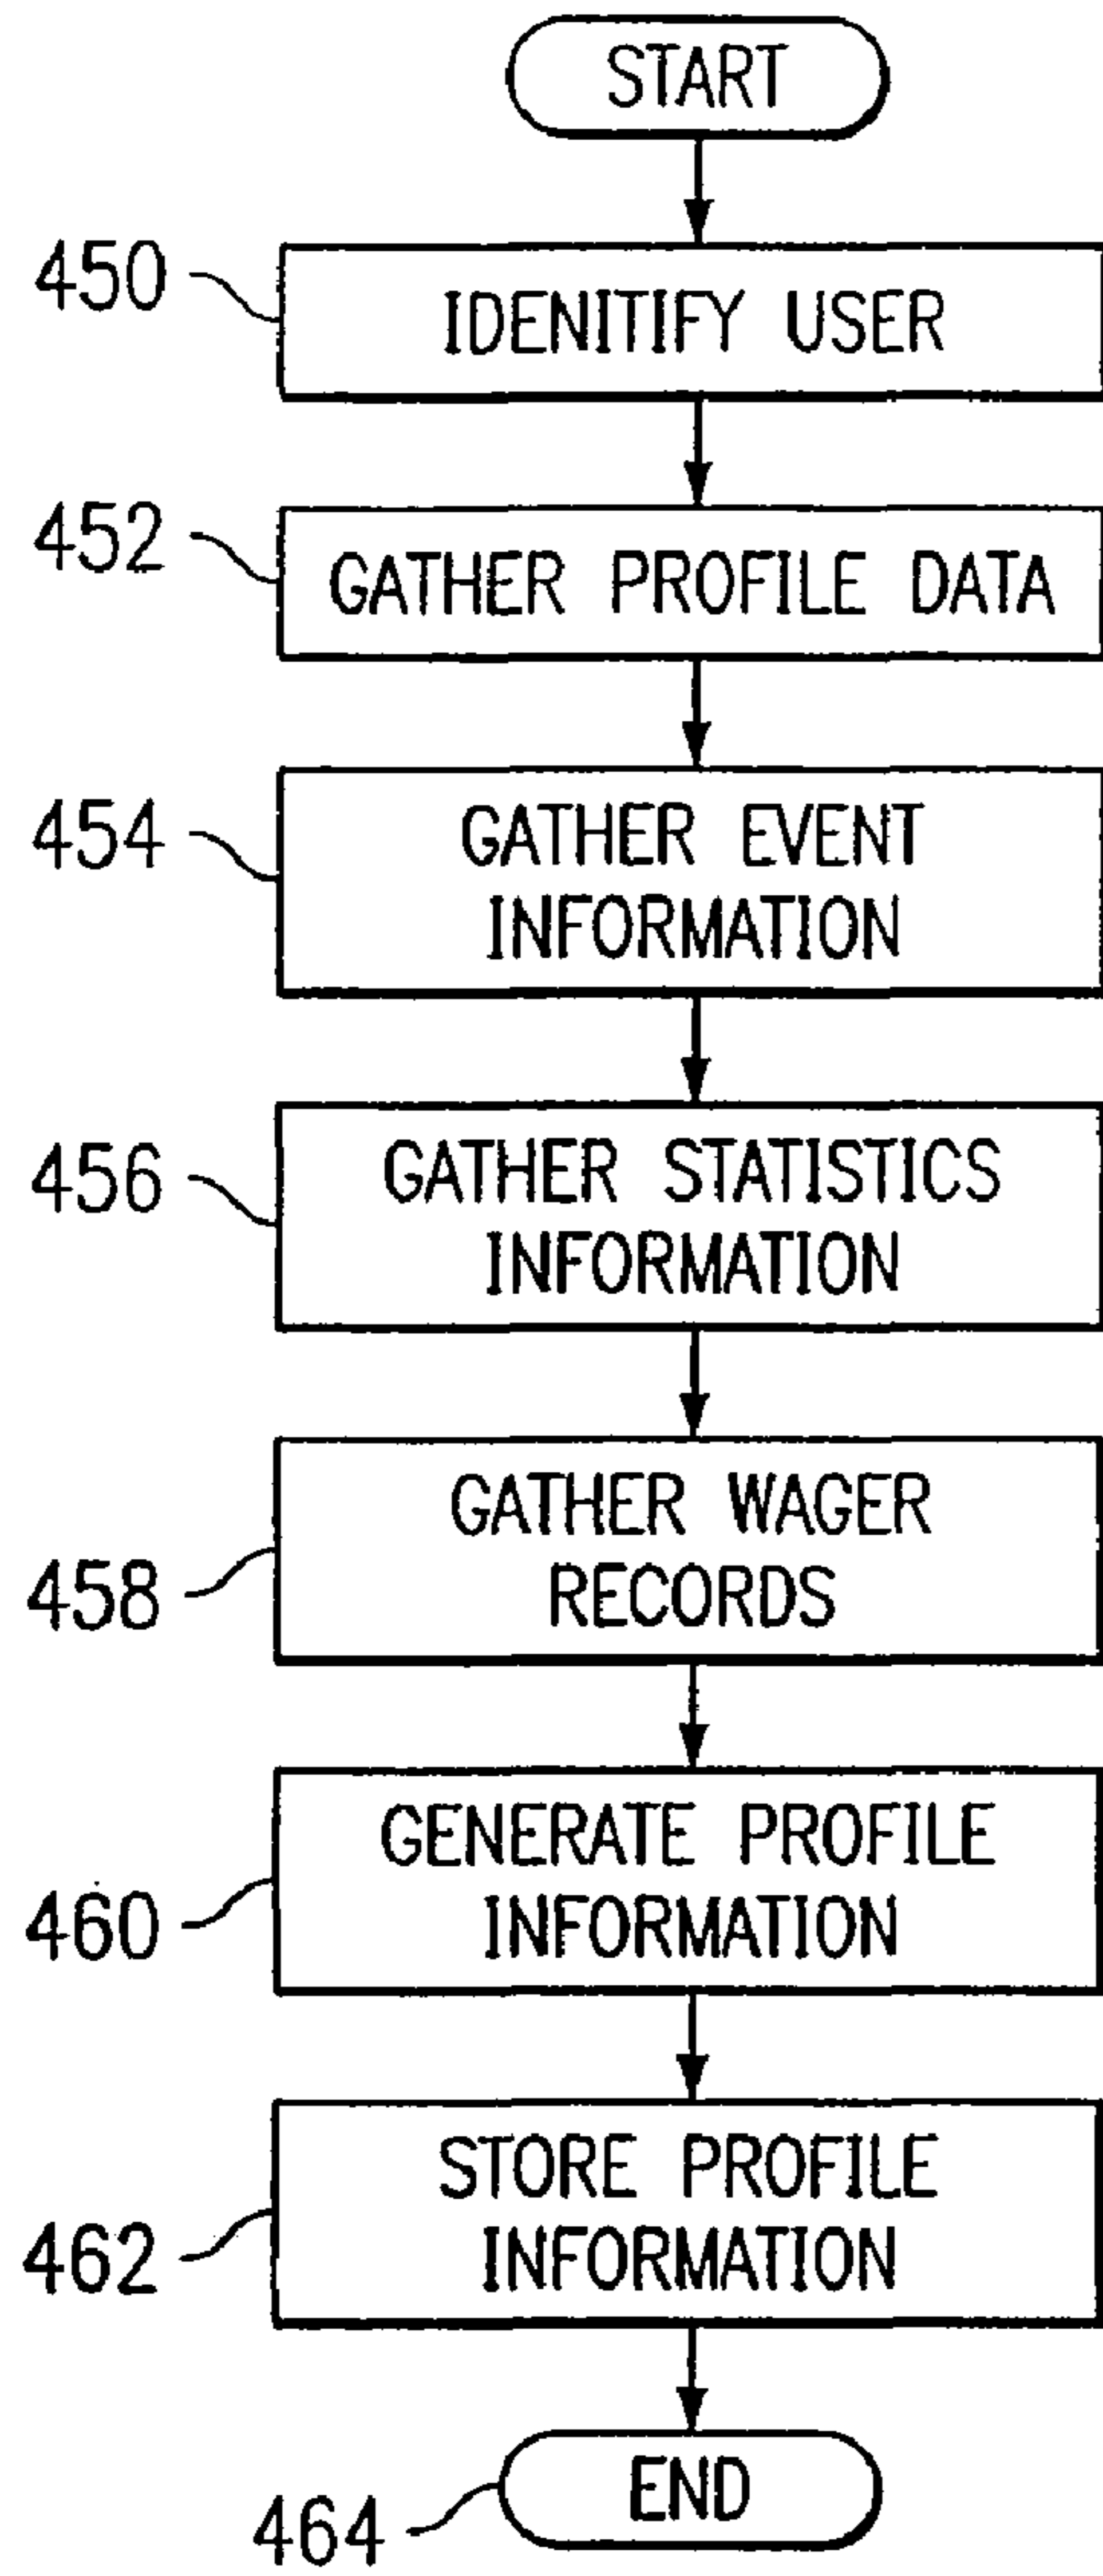 START
450
IDENITIFY USER
452
GATHER PROFILE DATA
454
GATHER EVENT
INFORMATION
456
GATHER STATISTICS
INFORMATION
458
GATHER WAGER
RECORDS
460
GENERATE PROFILE
INFORMATION
462
STORE PROFILE
INFORMATION
464
END